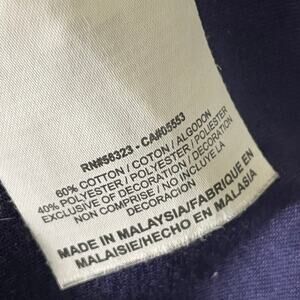 RN#56323 - CA#05553
60% COTTON / COTON / ALGODON
40% POLYESTER / POLYESTER / POLIESTER
EXCLUSIVE OF DECORATION / DECORATION
NON COMPRISE / NO INCLUYE LA
DECORACIÓN
MADE IN MALAYSIA/FABRIQUE EN
MALAISIE/HECHO EN MALASIA